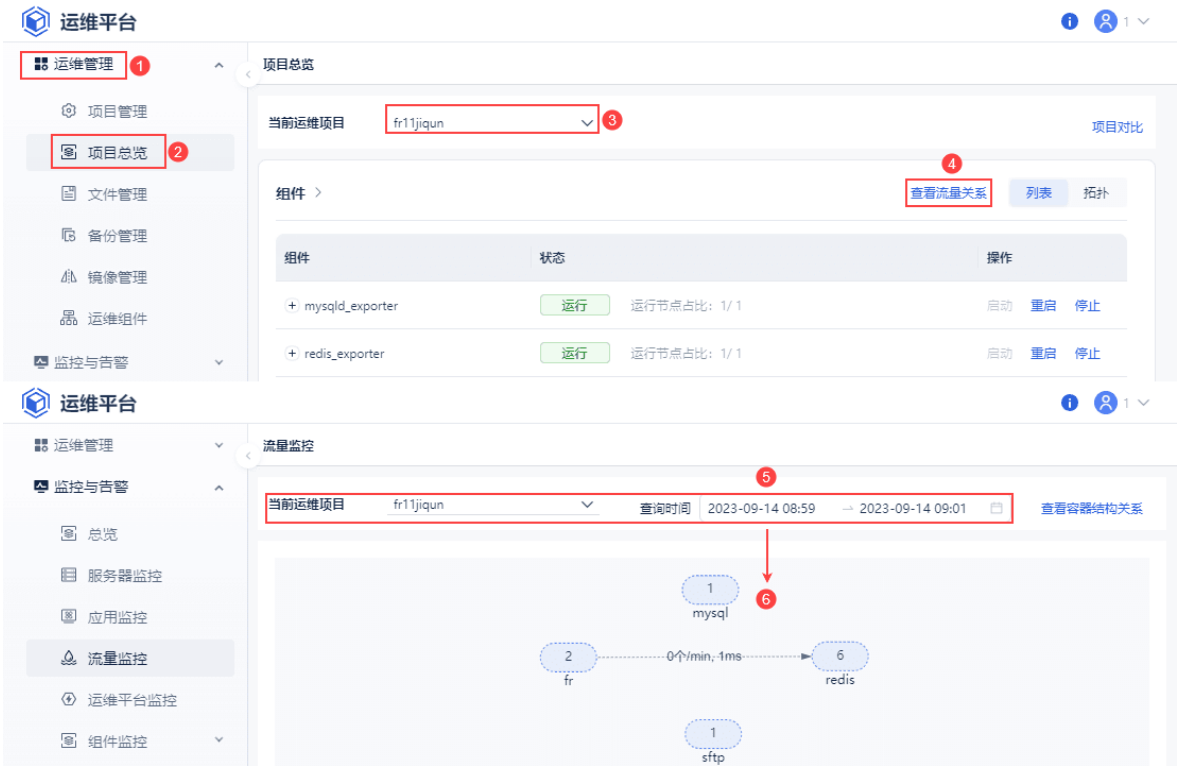 运维平台
1
运维管理 1
项目总览
项目管理
当前运维项目 fr11jiqun 3
项目对比
项目总览 2
4
文件管理
组件 >
查看流量关系 列表 拓扑
备份管理
组件 状态 操作
镜像管理
+ mysqld_exporter 运行 运行节点占比：1/ 1 启动 重启 停止
运维组件
+ redis_exporter 运行 运行节点占比：1/ 1 启动 重启 停止
监控与告警
运维平台
1
运维管理
流量监控
监控与告警
5
当前运维项目 fr11jiqun 查询时间 2023-09-14 08:59 → 2023-09-14 09:01 查看容器结构关系
总览
服务器监控
应用监控
流量监控
运维平台监控
组件监控
6
1
mysql
2
fr
0个/min, 1ms
6
redis
1
sftp